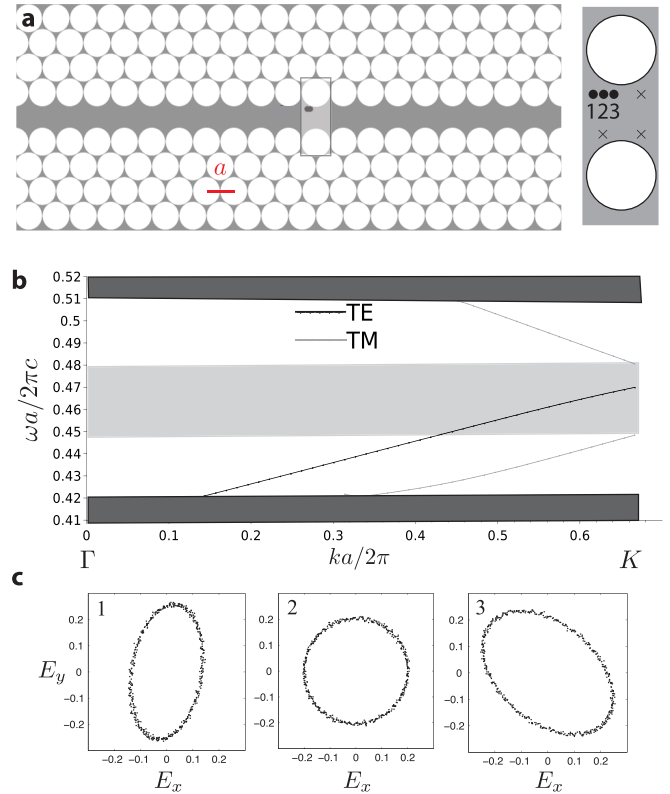 a
a
× 
123
× ×
b
0.52
0.51
0.5
0.49
0.48
0.47
0.46
0.45
0.44
0.43
0.42
0.41
ωa/2πc
TE
TM
0 0.1 0.2 0.3 0.4 0.5 0.6
Γ ka/2π K
c
1 2 3
0.2 0.2 0.2
0.1 0.1 0.1
0 0 0
−0.1 −0.1 −0.1
−0.2 −0.2 −0.2
E_y
−0.2 −0.1 0 0.1 0.2 −0.2 −0.1 0 0.1 0.2 −0.2 −0.1 0 0.1 0.2
E_x E_x E_x